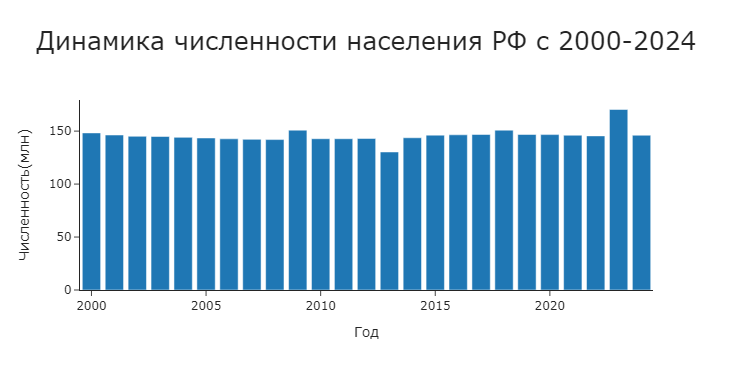 Динамика численности населения РФ с 2000-2024
Численность(млн)
150
100
50
0
2000 2005 2010 2015 2020
Год